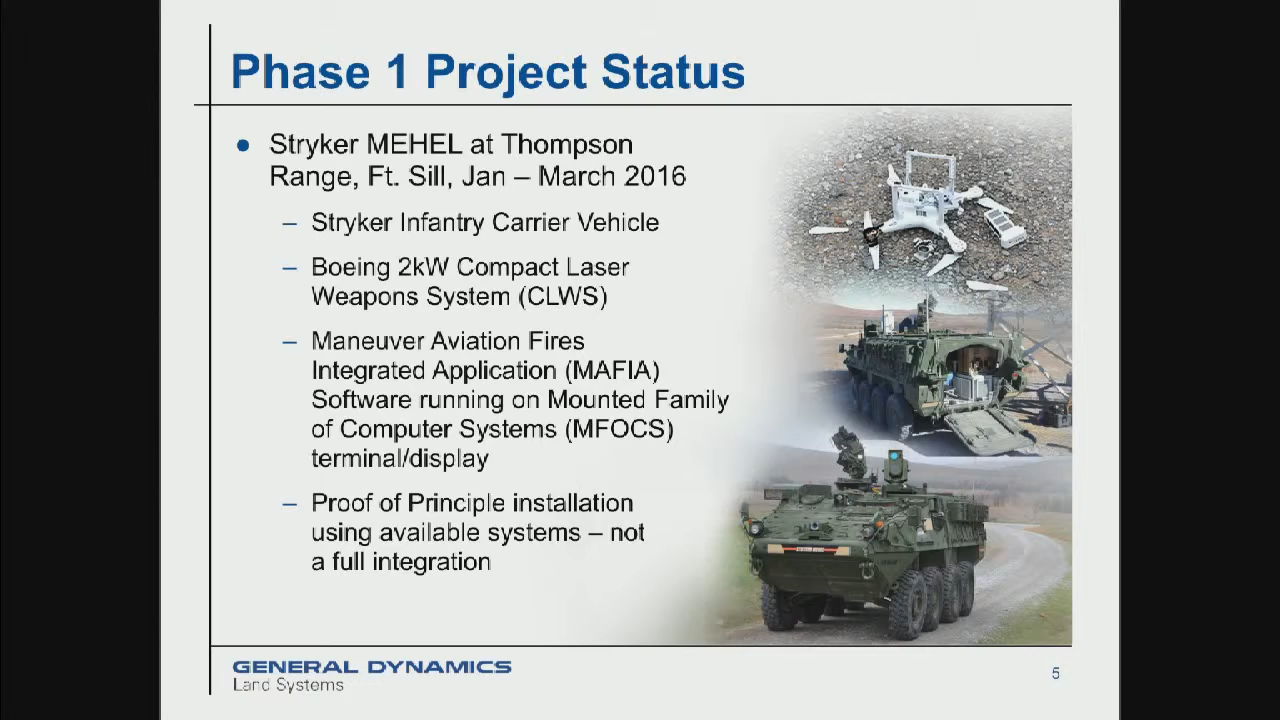 Phase 1 Project Status
● Stryker MEHEL at Thompson
Range, Ft. Sill, Jan – March 2016
– Stryker Infantry Carrier Vehicle
– Boeing 2kW Compact Laser
Weapons System (CLWS)
– Maneuver Aviation Fires
Integrated Application (MAFIA)
Software running on Mounted Family
of Computer Systems (MFOCS)
terminal/display
– Proof of Principle installation
using available systems – not
a full integration
GENERAL DYNAMICS
Land Systems
5